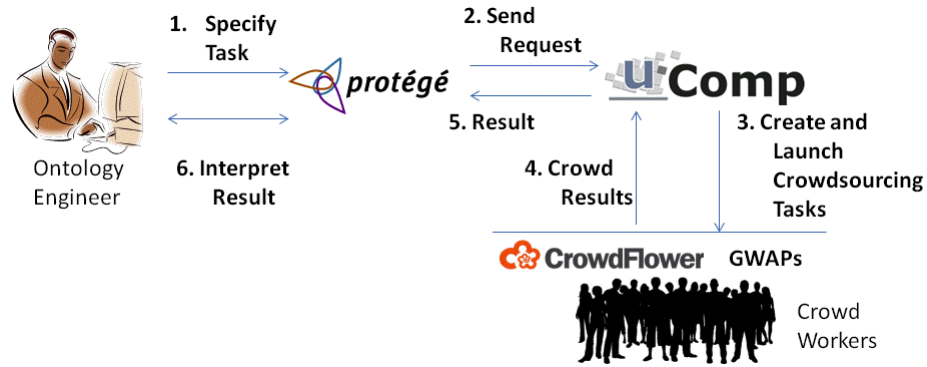 1. Specify
Task
2. Send
Request
protégé
uComp
5. Result
3. Create and
Launch
Crowdsourcing
Tasks
Ontology
Engineer
6. Interpret
Result
4. Crowd
Results
CrowdFlower GWAPs
Crowd
Workers